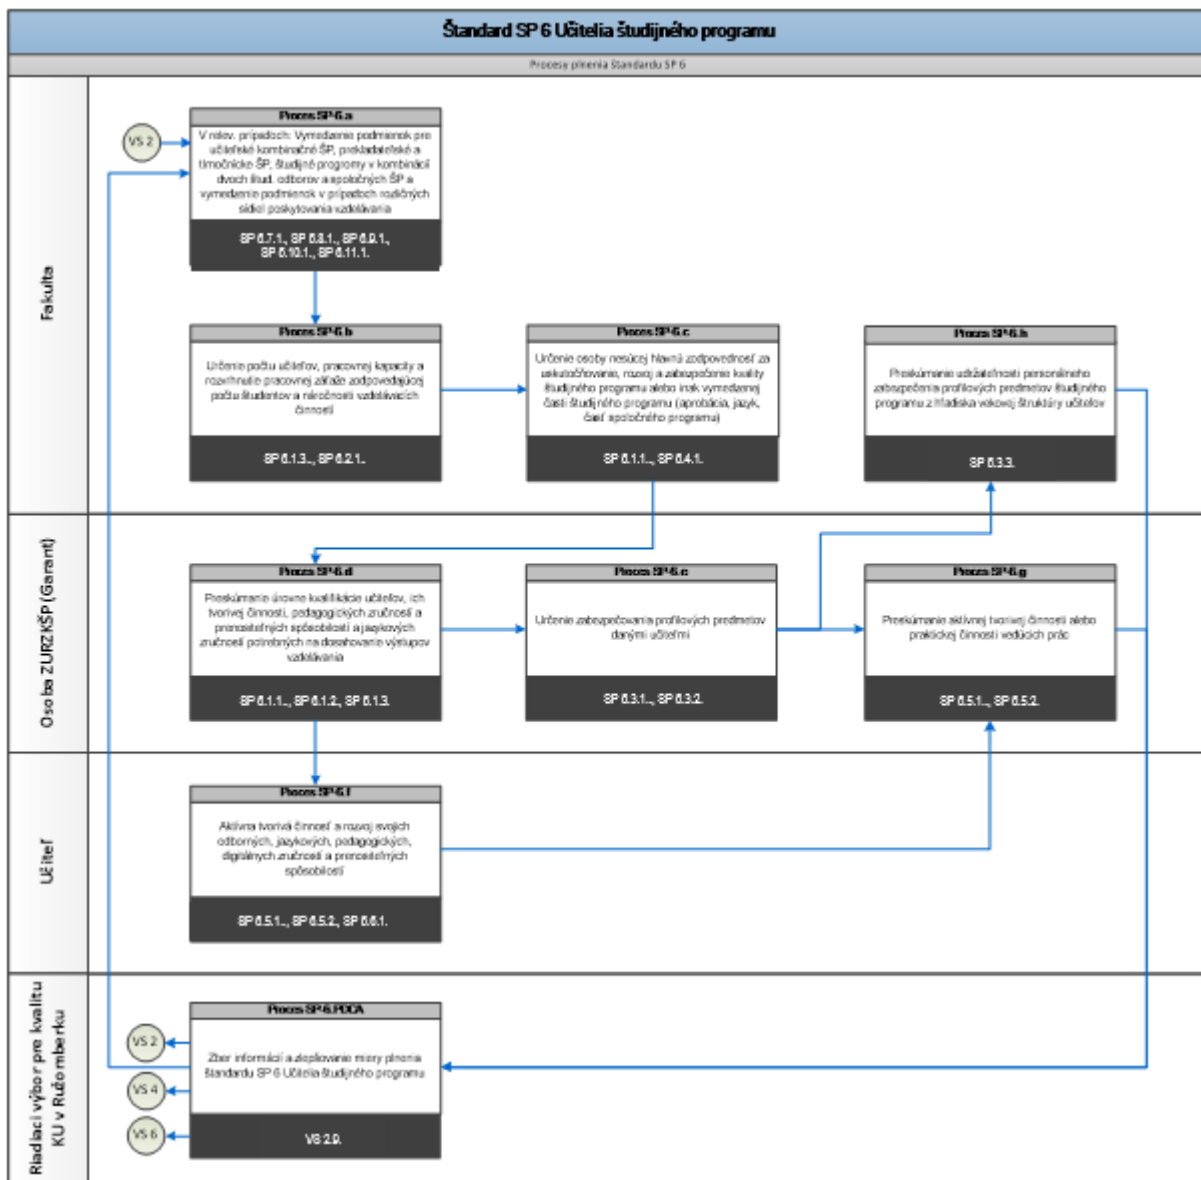 Štandard SP 6 Učitelia študijného programu
Procesy plnenia štandardu SP 6
Fakulta
VS 2
Proces SP-6.a
V relev. prípadoch: Vymedzenie podmienok pre
učiteľské kombinačné ŠP, prekladateľské a
tlmočnícke ŠP, študijné programy v kombinácii
dvoch štud. odborov a spoločných ŠP a
vymedzenie podmienok v prípadoch rozličných
sídiel poskytovania vzdelávania
SP 6.7.1., SP 6.8.1., SP 6.9.1.,
SP 6.10.1., SP 6.11.1.
Proces SP-6.b
Určenie počtu učiteľov, pracovnej kapacity a
rozvrhnutie pracovnej záťaže zodpovedajúcej
počtu študentov a náročnosti vzdelávacích
činností
SP 6.1.3.., SP 6.2.1..
Proces SP-6.c
Určenie osoby nesúcej hlavnú zodpovednosť za
uskutočňovanie, rozvoj a zabezpečenie kvality
študijného programu alebo inak vymedzenej
časti študijného programu (aprobácia, jazyk,
časť spoločného programu)
SP 6.1.1.., SP 6.4.1.
Proces SP-6.h
Preskúmanie udržateľnosti personálneho
zabezpečenia profilových predmetov študijného
programu z hľadiska vekovej štruktúry učiteľov
SP 6.3.3.
Osoba ZURZKŠP (Garant)
Proces SP-6.d
Preskúmanie úrovne kvalifikácie učiteľov, ich
tvorivej činnosti, pedagogických zručností a
prenositeľných spôsobilostí a jazykových
zručností potrebných na dosahovanie výstupov
vzdelávania
SP 6.1.1.., SP 6.1.2., SP 6.1.3.
Proces SP-6.e
Určenie zabezpečovania profilových predmetov
danými učiteľmi
SP 6.3.1.., SP 6.3.2.
Proces SP-6.g
Preskúmanie aktívnej tvorivej činnosti alebo
praktickej činnosti vedúcich prác
SP 6.5.1.., SP 6.5.2.
Učiteľ
Proces SP-6.f
Aktívna tvorivá činnosť a rozvoj svojich
odborných, jazykových, pedagogických,
digitálnych zručností a prenositeľných
spôsobilostí
SP 6.5.1.., SP 6.5.2., SP 6.6.1.
Riadiaci výbor pre kvalitu
KU v Ružomberku
Proces SP-6.PDCA
Zber informácií a zlepšovanie miery plnenia
štandardu SP 6 Učitelia študijného programu
VS 2.9.
VS 2
VS 4
VS 6